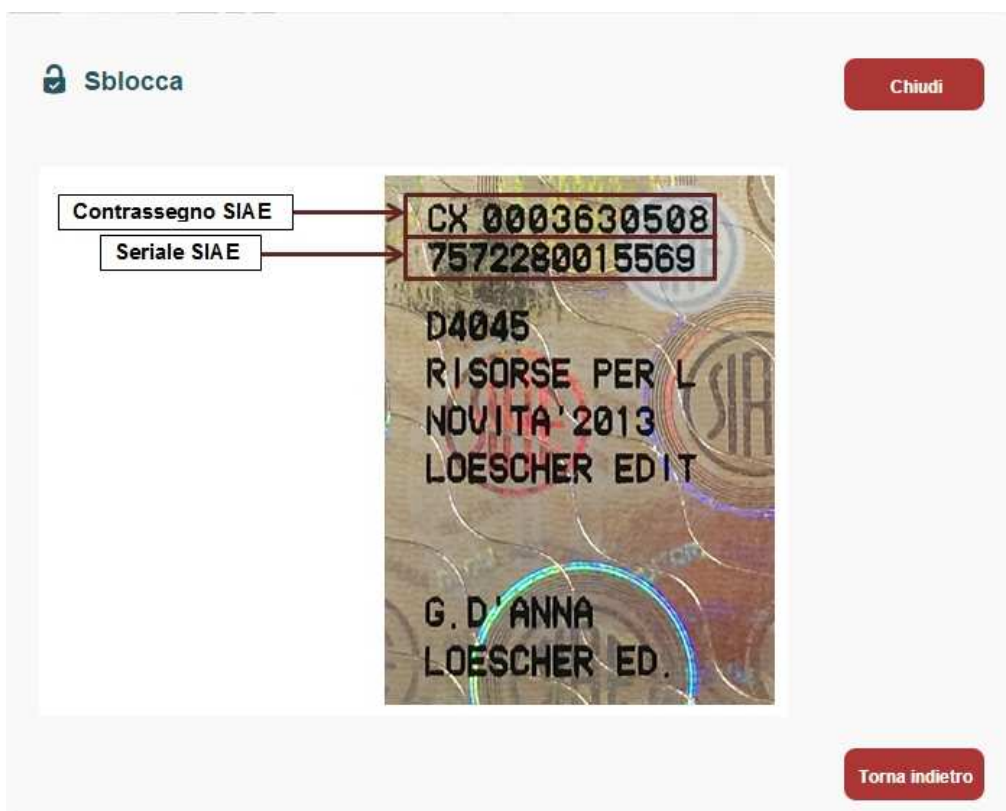 Sblocca
Chiudi
Contrassegno SIAE
CX 0003630508
Seriale SIAE
7572280015569
D4045
RISORSE PER L
NOVITA'2013
LOESCHER EDIT
SIA
G.D'ANNA
LOESCHER ED.
Torna indietro